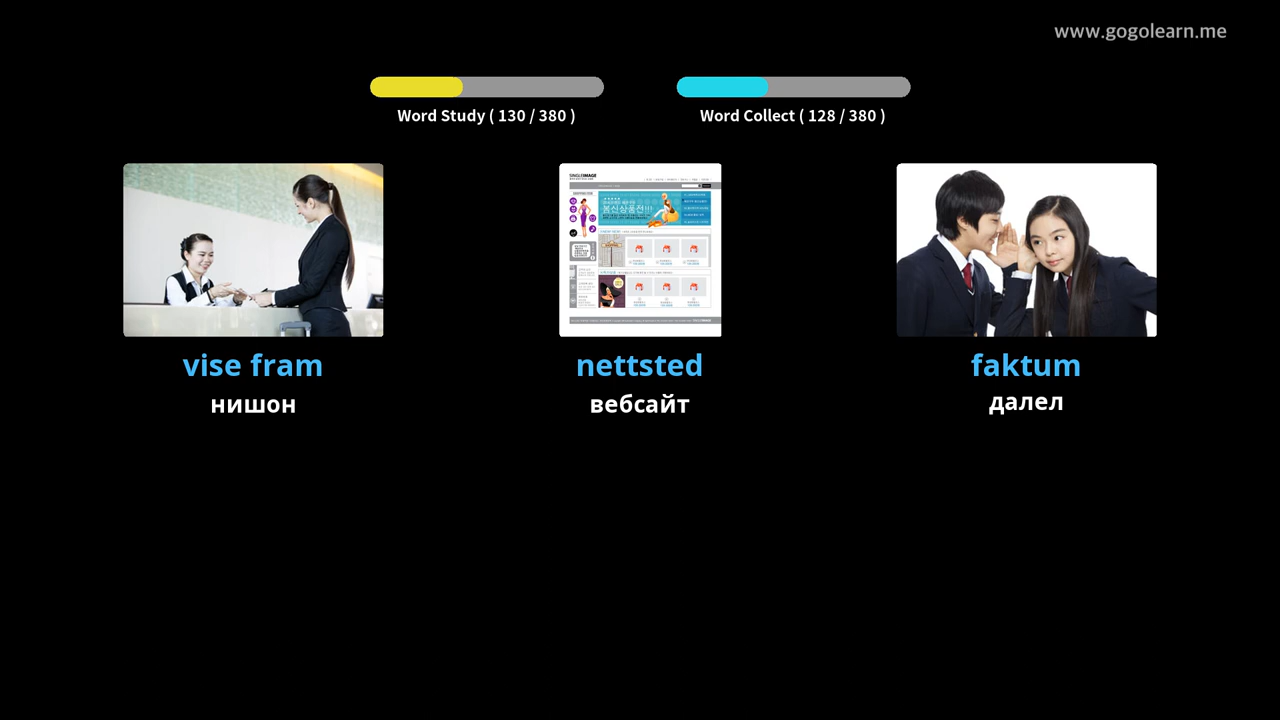 www.gogolearn.me
Word Study ( 130 / 380 )
Word Collect ( 128 / 380 )
vise fram
nettsted
faktum
нишон
вебсайт
далел